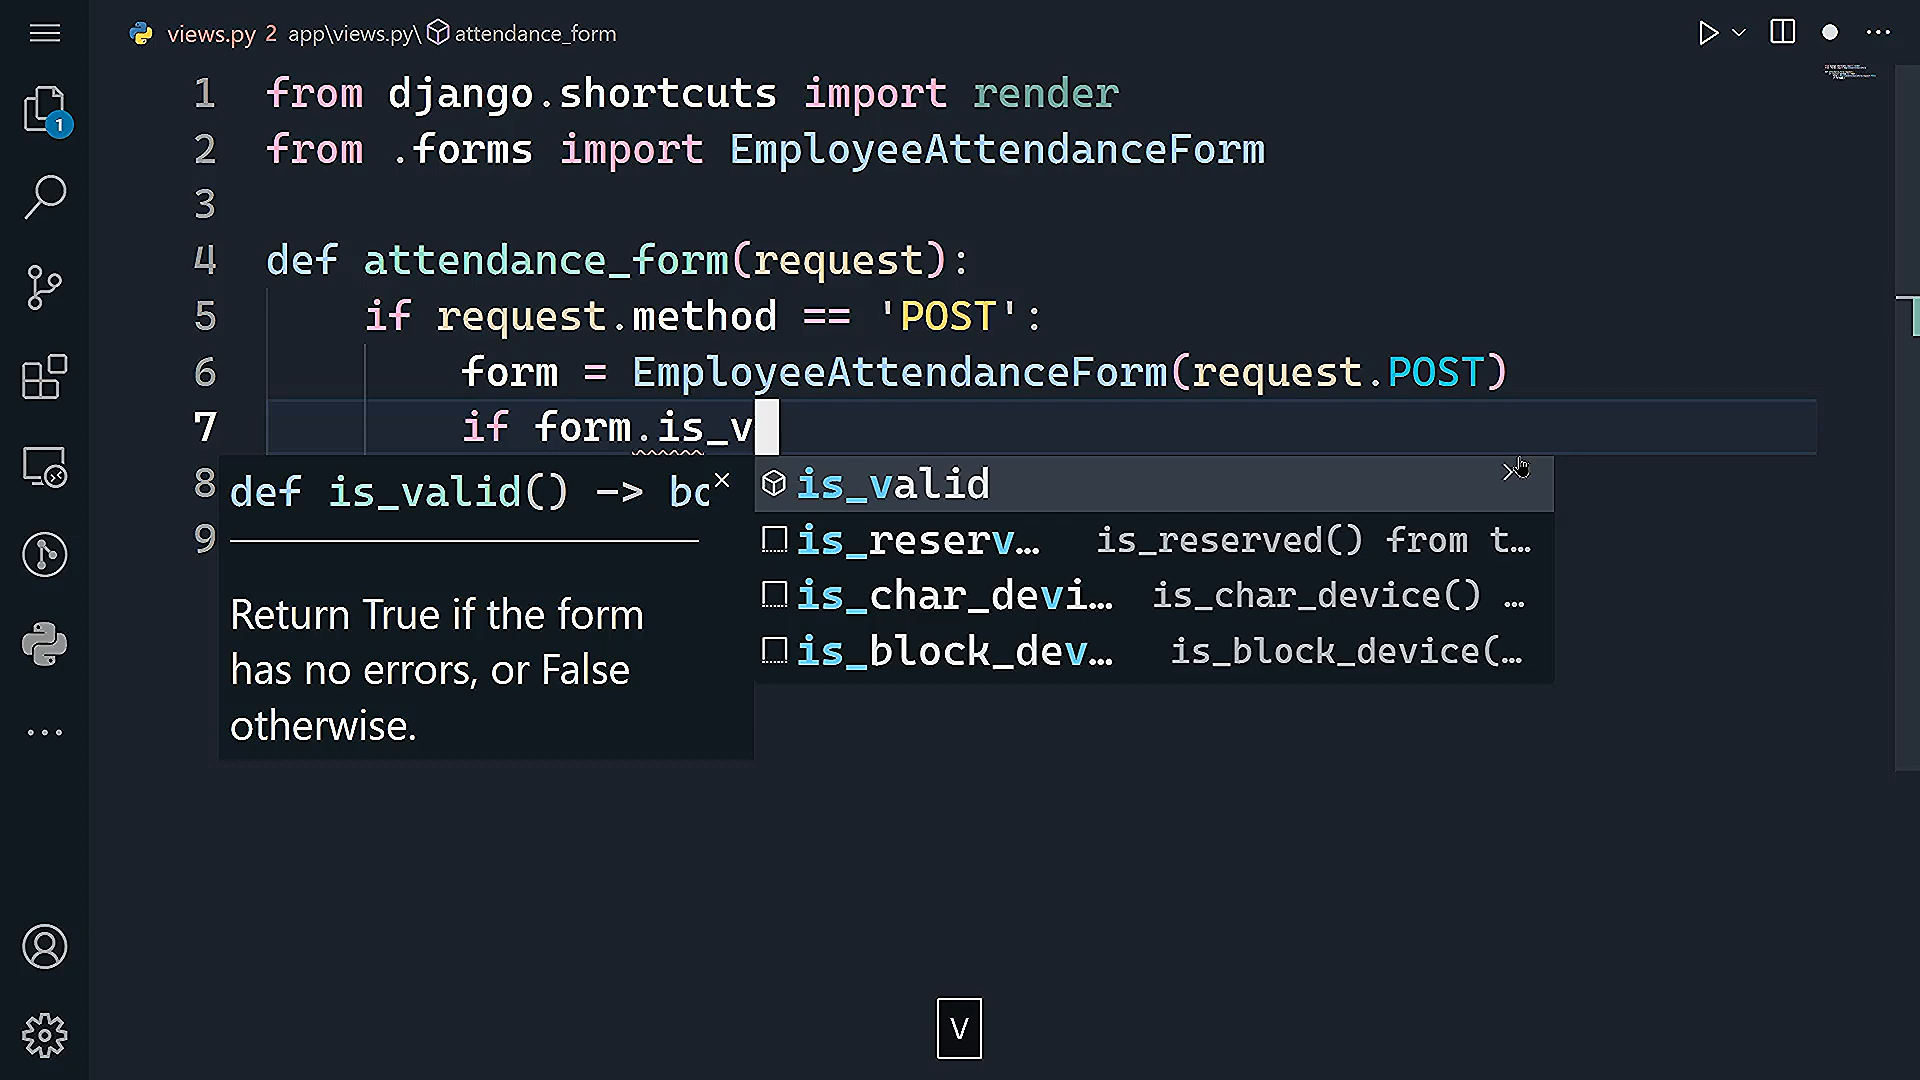 views.py 2 app\views.py\ attendance_form
1 from django.shortcuts import render
2 from .forms import EmployeeAttendanceForm
3
4 def attendance_form(request):
5 if request.method == 'POST':
6 form = EmployeeAttendanceForm(request.POST)
7 if form.is_v
8
9
def is_valid() -> bo
Return True if the form
has no errors, or False
otherwise.
is_valid
is_reserv… is_reserved() from t…
is_char_devi… is_char_device() …
is_block_dev… is_block_device(…
1
V